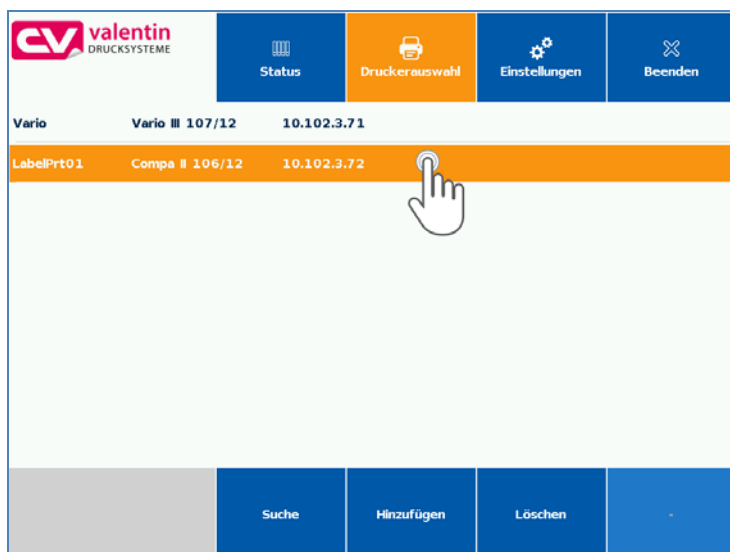 CV valentin
DRUCKSYSTEME
Status
Druckerauswahl
Einstellungen
Beenden
Vario Vario III 107/12 10.102.3.71
LabelPrt01 Compa II 106/12 10.102.3.72
Suche
Hinzufügen
Löschen
-